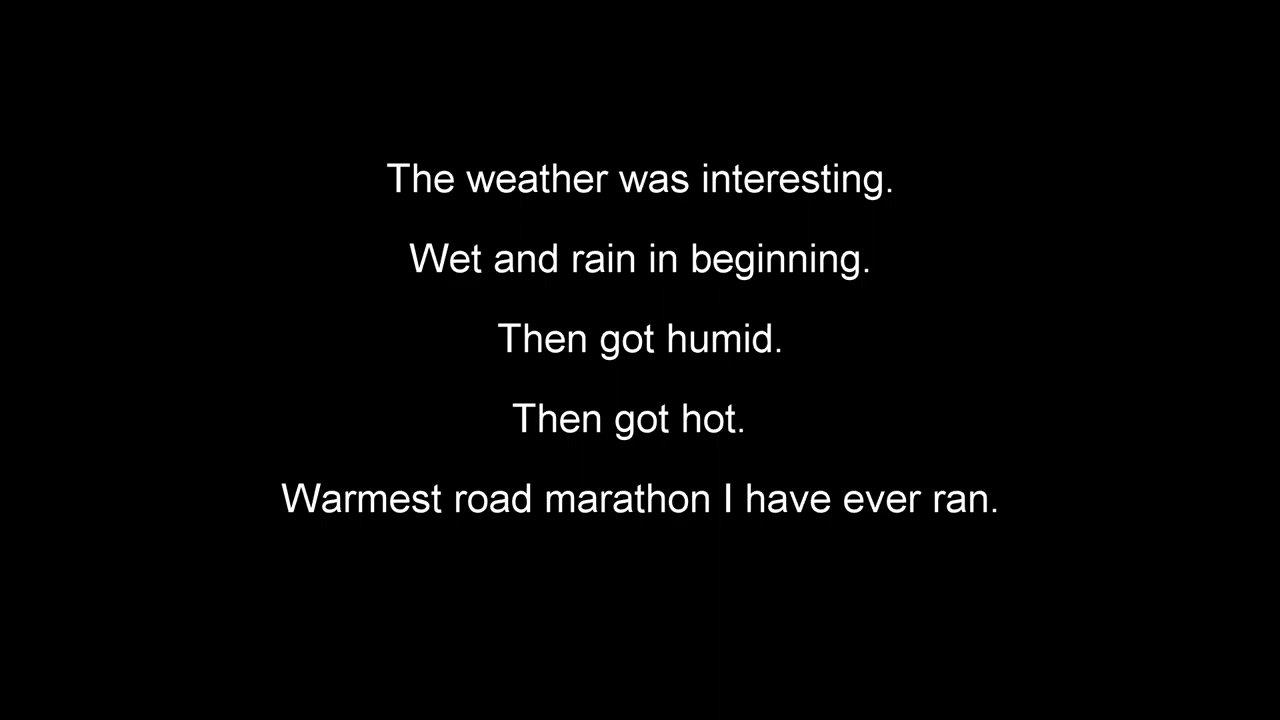 The weather was interesting.
Wet and rain in beginning.
Then got humid.
Then got hot.
Warmest road marathon I have ever ran.